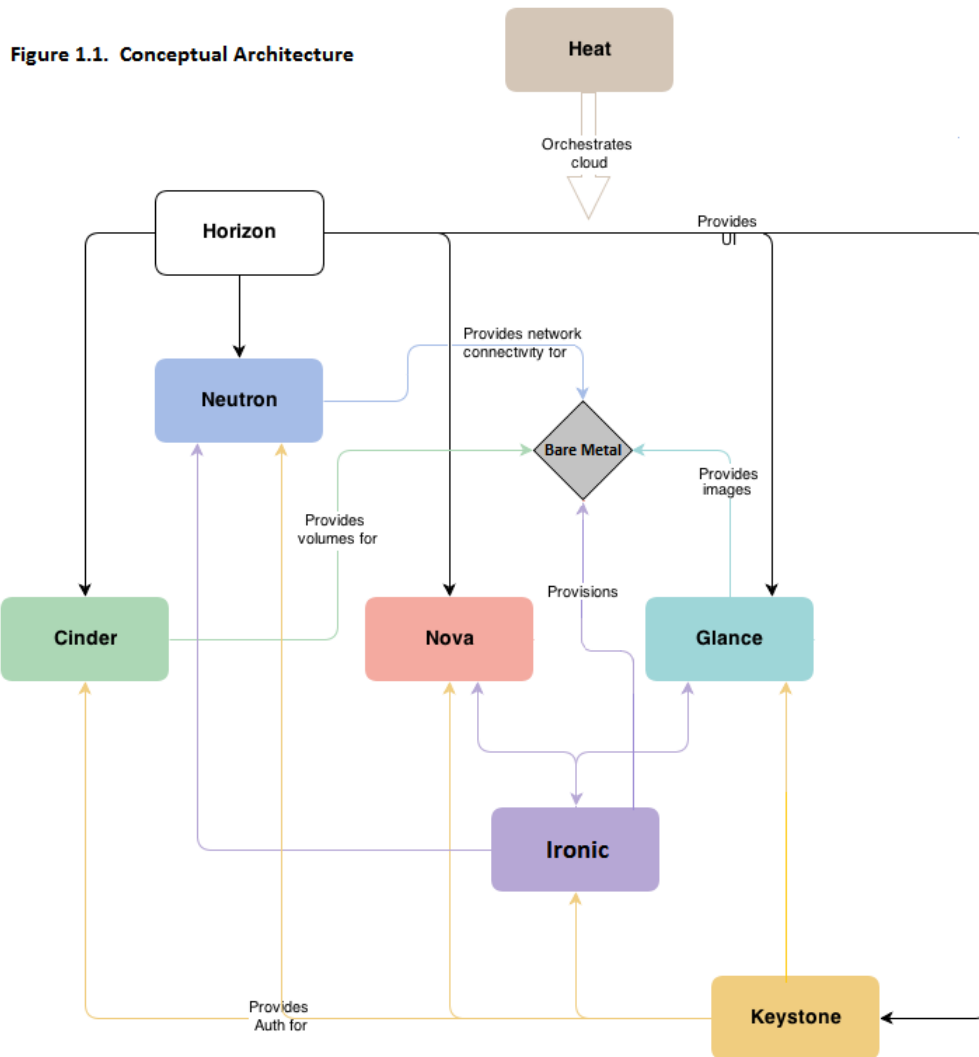 Figure 1.1. Conceptual Architecture
Heat
Orchestrates
cloud
Horizon
Provides
UI
Provides network
connectivity for
Neutron
Bare Metal
Provides
images
Provides
volumes for
Provisions
Cinder
Nova
Glance
Ironic
Provides
Auth for
Keystone